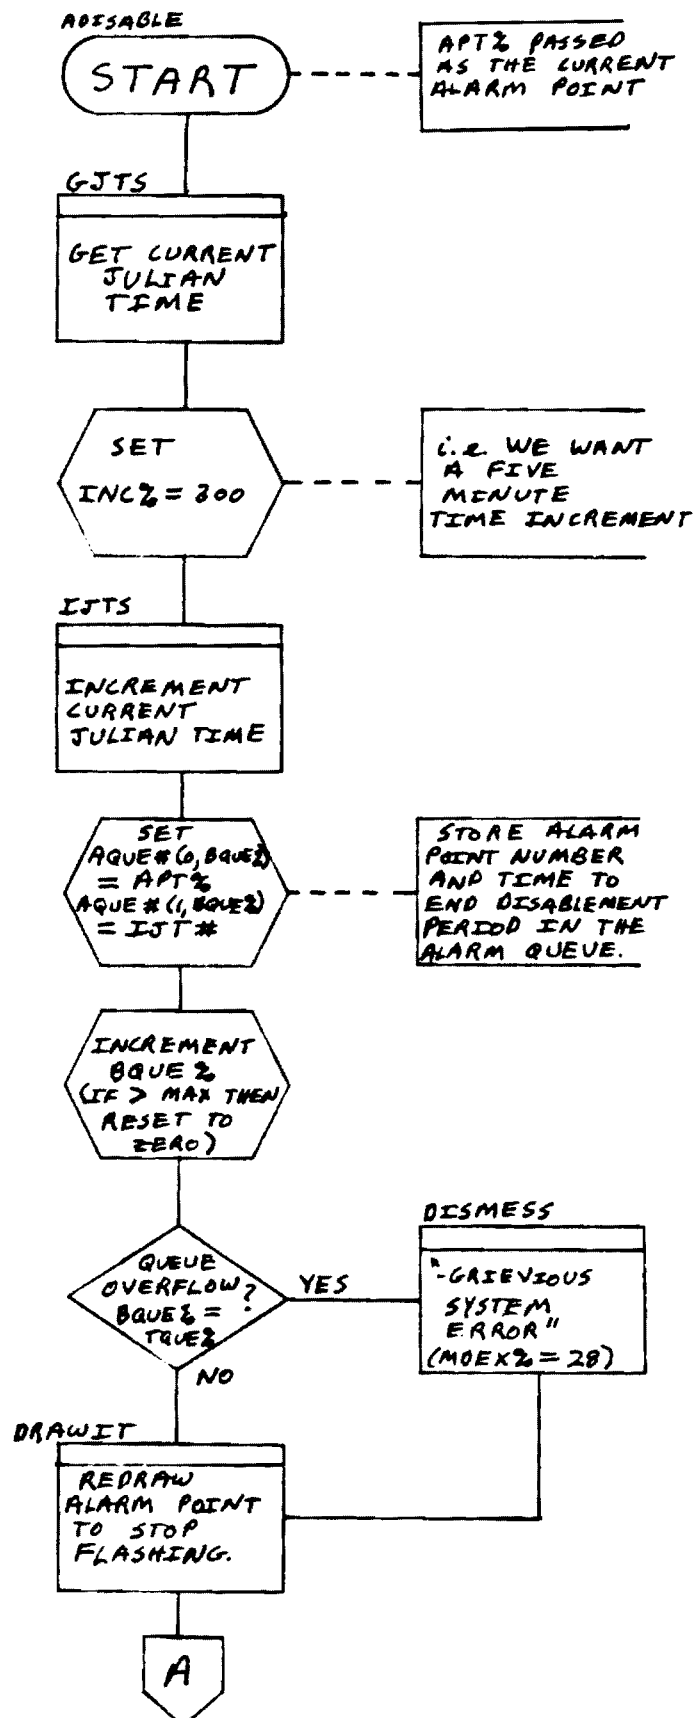 ADISABLE
START
APT% PASSED
AS THE CURRENT
ALARM POINT
GJTS
GET CURRENT
JULIAN
TIME
SET
INC% = 300
i.e. WE WANT
A FIVE
MINUTE
TIME INCREMENT
IJTS
INCREMENT
CURRENT
JULIAN TIME
SET
AQUE#(0, BQUE%)
= APT%
AQUE#(1, BQUE%)
= IJT#
STORE ALARM
POINT NUMBER
AND TIME TO
END DISABLEMENT
PERIOD IN THE
ALARM QUEUE.
INCREMENT
BQUE%
(IF > MAX THEN
RESET TO
ZERO)
QUEUE
OVERFLOW?
BQUE% =
TQUE%
YES
NO
DISMESS
"-GRIEVIOUS
SYSTEM
ERROR"
(MOEX% = 28)
DRAWIT
REDRAW
ALARM POINT
TO STOP
FLASHING.
A